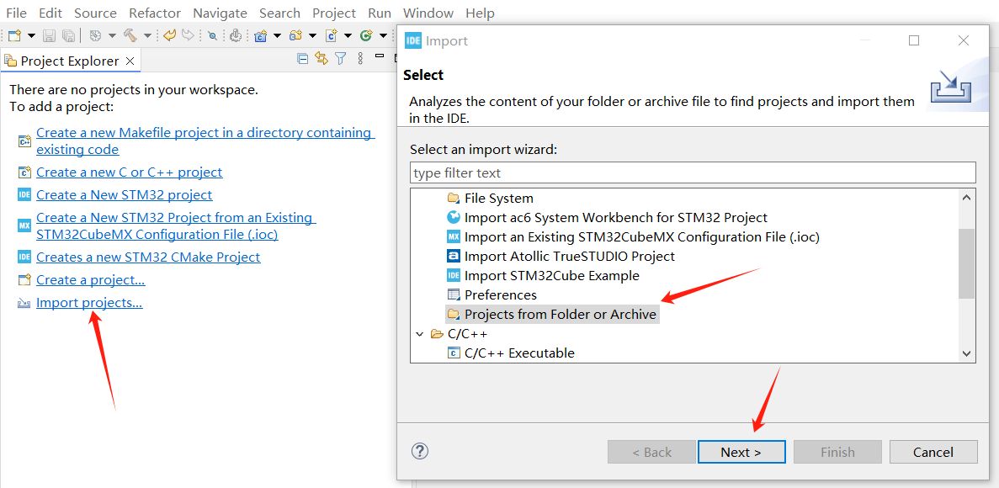 File Edit Source Refactor Navigate Search Project Run Window Help
Project Explorer
There are no projects in your workspace.
To add a project:
Create a new Makefile project in a directory containing
existing code
Create a new C or C++ project
IDE Create a New STM32 project
MX Create a New STM32 Project from an Existing
STM32CubeMX Configuration File (.ioc)
IDE Creates a new STM32 CMake Project
Create a project...
Import projects...
IDE Import
Select
Analyzes the content of your folder or archive file to find projects and import them
in the IDE.
Select an import wizard:
type filter text
File System
Import ac6 System Workbench for STM32 Project
MX Import an Existing STM32CubeMX Configuration File (.ioc)
a Import Atollic TrueSTUDIO Project
IDE Import STM32Cube Example
Preferences
Projects from Folder or Archive
C/C++
C C/C++ Executable
? < Back Next > Finish Cancel